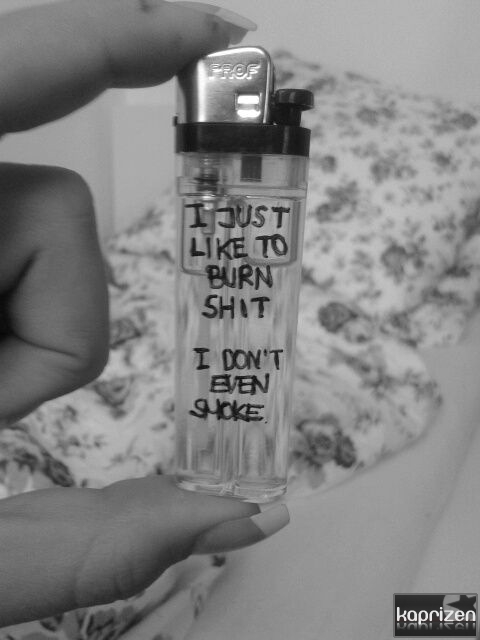 PROF
I JUST
LIKE TO
BURN
SHIT
I DON'T
EVEN
SMOKE.
kaprizen